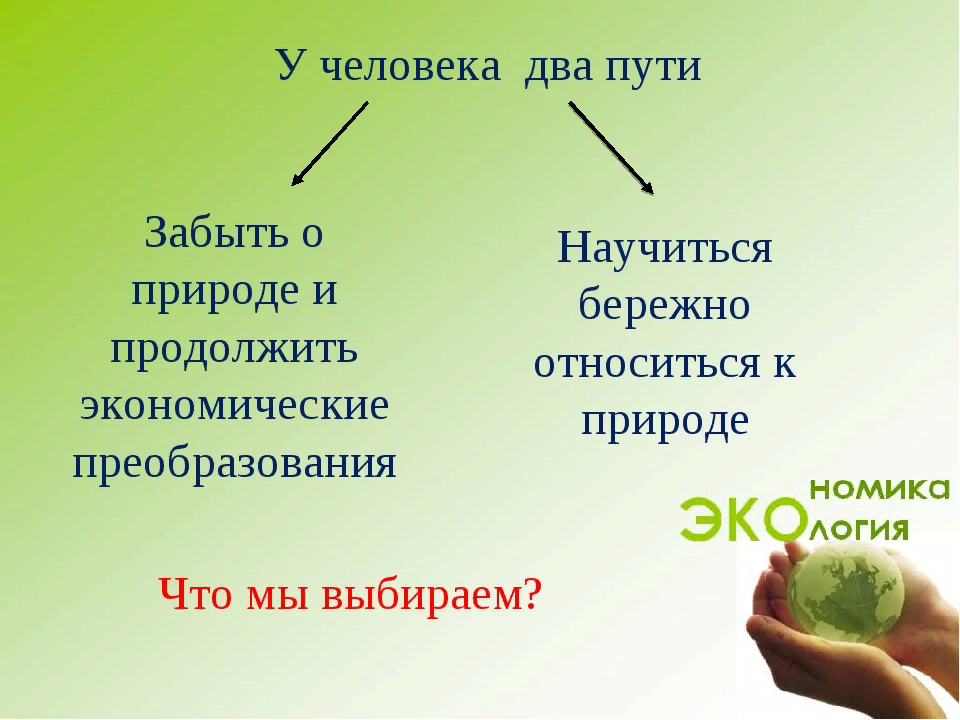 У человека два пути
Забыть о
природе и
продолжить
экономические
преобразования
Научиться
бережно
относиться к
природе
ЭКО номика
логия
Что мы выбираем?